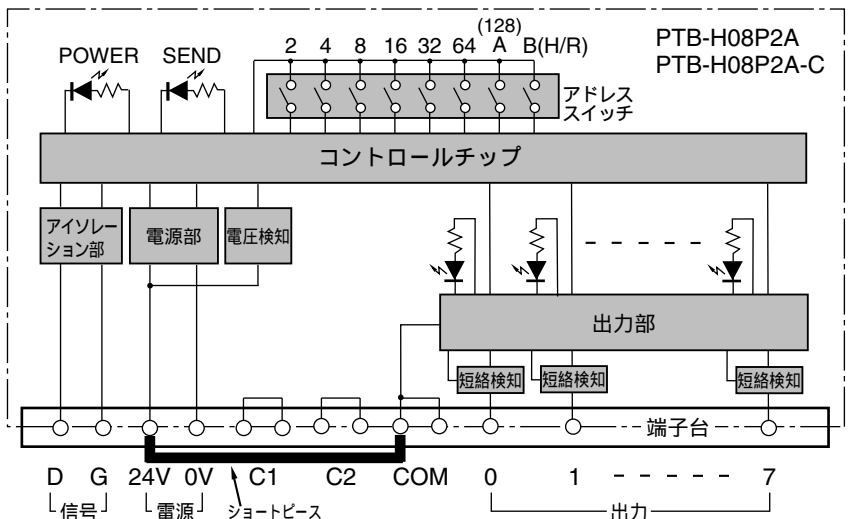 (128)
2 4 8 16 32 64 A B(H/R)
PTB-H08P2A
PTB-H08P2A-C
POWER SEND
アドレス
スイッチ
コントロールチップ
アイソレー
ション部
電源部
電圧検知
出力部
短絡検知 短絡検知 短絡検知
端子台
D G 24V 0V C1 C2 COM 0 1 7
信号 電源 ショートピース 出力